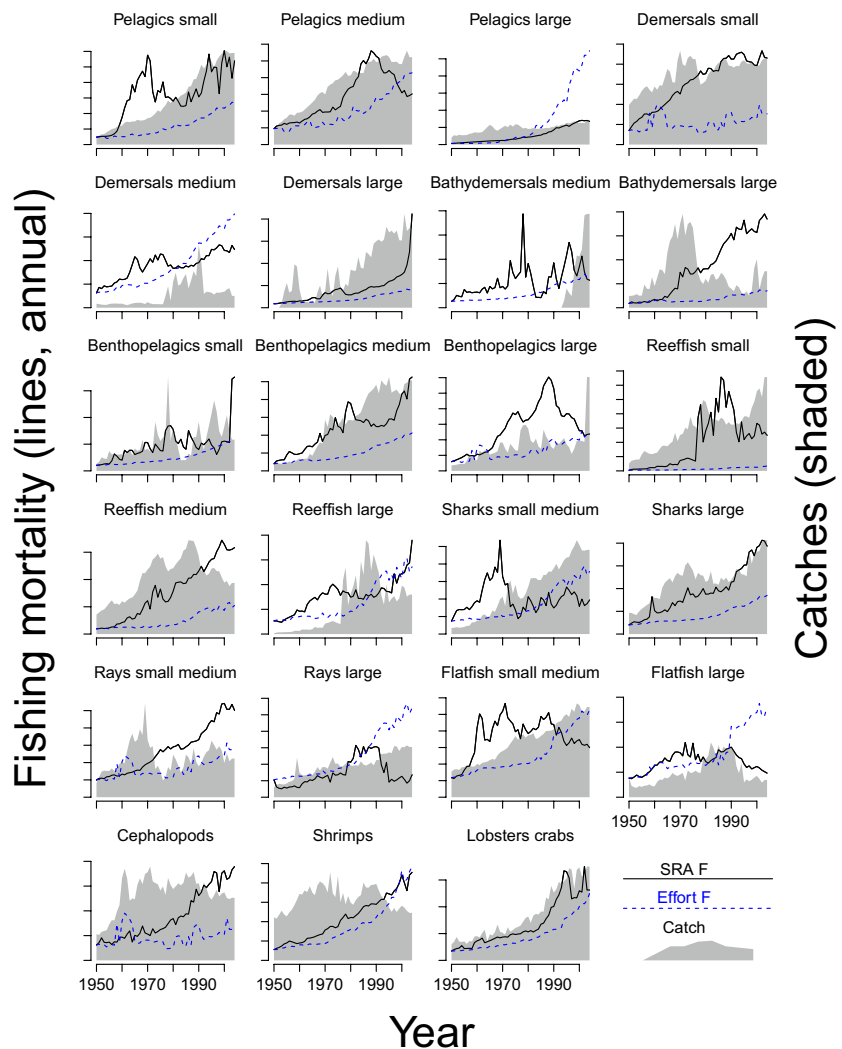 Pelagics small
Pelagics medium
Pelagics large
Demersals small
Demersals medium
Demersals large
Bathydemersals medium
Bathydemersals large
Benthopelagics small
Benthopelagics medium
Benthopelagics large
Reeffish small
Reeffish medium
Reeffish large
Sharks small medium
Sharks large
Rays small medium
Rays large
Flatfish small medium
Flatfish large
1950 1970 1990
Cephalopods
Shrimps
Lobsters crabs
SRA F
Effort F
Catch
1950 1970 1990
1950 1970 1990
1950 1970 1990
Year
Fishing mortality (lines, annual)
Catches (shaded)